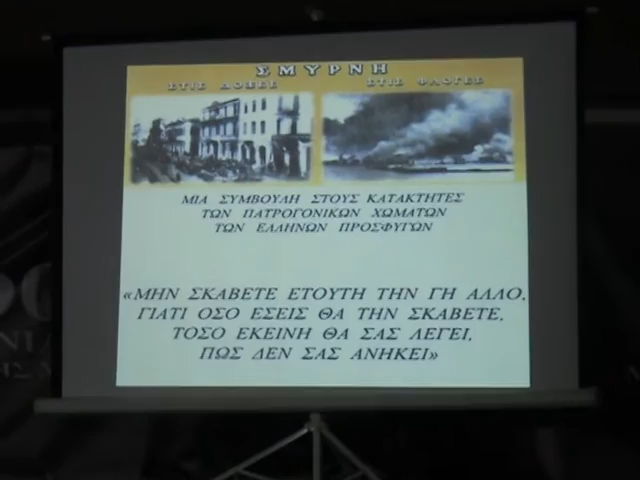 ΣΜΥΡΝΗ
ΣΤΙΣ ΔΟΞΕΣ
ΣΤΙΣ ΦΛΟΓΕΣ
ΜΙΑ ΣΥΜΒΟΥΛΗ ΣΤΟΥΣ ΚΑΤΑΚΤΗΤΕΣ
ΤΩΝ ΠΑΤΡΟΓΟΝΙΚΩΝ ΧΩΜΑΤΩΝ
ΤΩΝ ΕΛΛΗΝΩΝ ΠΡΟΣΦΥΓΩΝ
«ΜΗΝ ΣΚΑΒΕΤΕ ΕΤΟΥΤΗ ΤΗΝ ΓΗ ΑΛΛΟ,
ΓΙΑΤΙ ΟΣΟ ΕΣΕΙΣ ΘΑ ΤΗΝ ΣΚΑΒΕΤΕ,
ΤΟΣΟ ΕΚΕΙΝΗ ΘΑ ΣΑΣ ΛΕΓΕΙ,
ΠΩΣ ΔΕΝ ΣΑΣ ΑΝΗΚΕΙ»